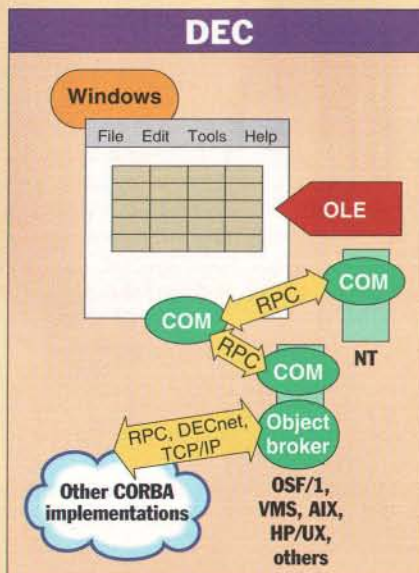 DEC
Windows
File Edit Tools Help
OLE
COM
RPC
COM
NT
RPC
COM
Object
broker
RPC, DECnet,
TCP/IP
Other CORBA
implementations
OSF/1,
VMS, AIX,
HP/UX,
others